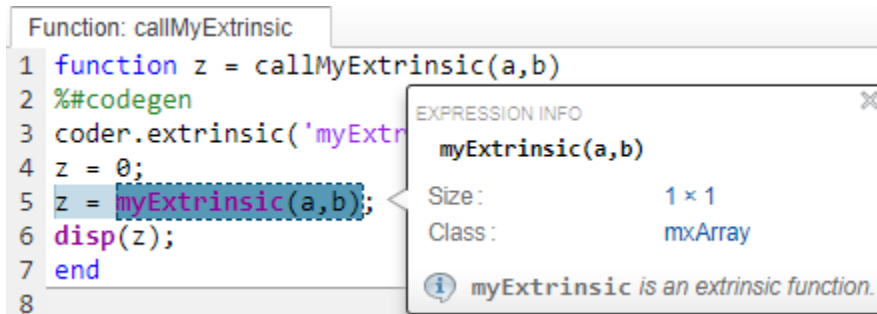 Function: callMyExtrinsic
1 function z = callMyExtrinsic(a,b)
2 %#codegen
3 coder.extrinsic('myExtr
4 z = 0;
5 z = myExtrinsic(a,b);
6 disp(z);
7 end
8
EXPRESSION INFO
myExtrinsic(a,b)
Size: 1 × 1
Class: mxArray
myExtrinsic is an extrinsic function.